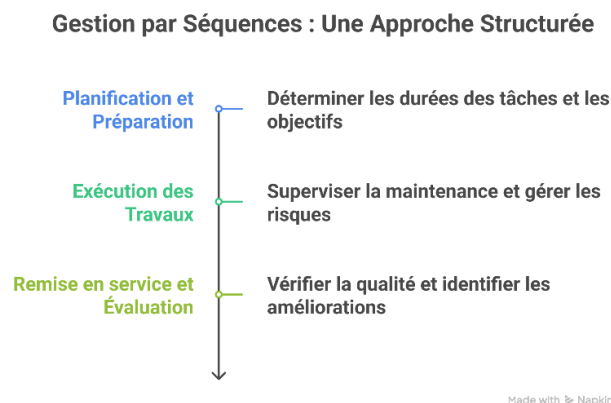 Gestion par Séquences : Une Approche Structurée
Planification et
Préparation
Déterminer les durées des tâches et les
objectifs
Exécution des
Travaux
Superviser la maintenance et gérer les
risques
Remise en service et
Évaluation
Vérifier la qualité et identifier les
améliorations
Made with Napkin